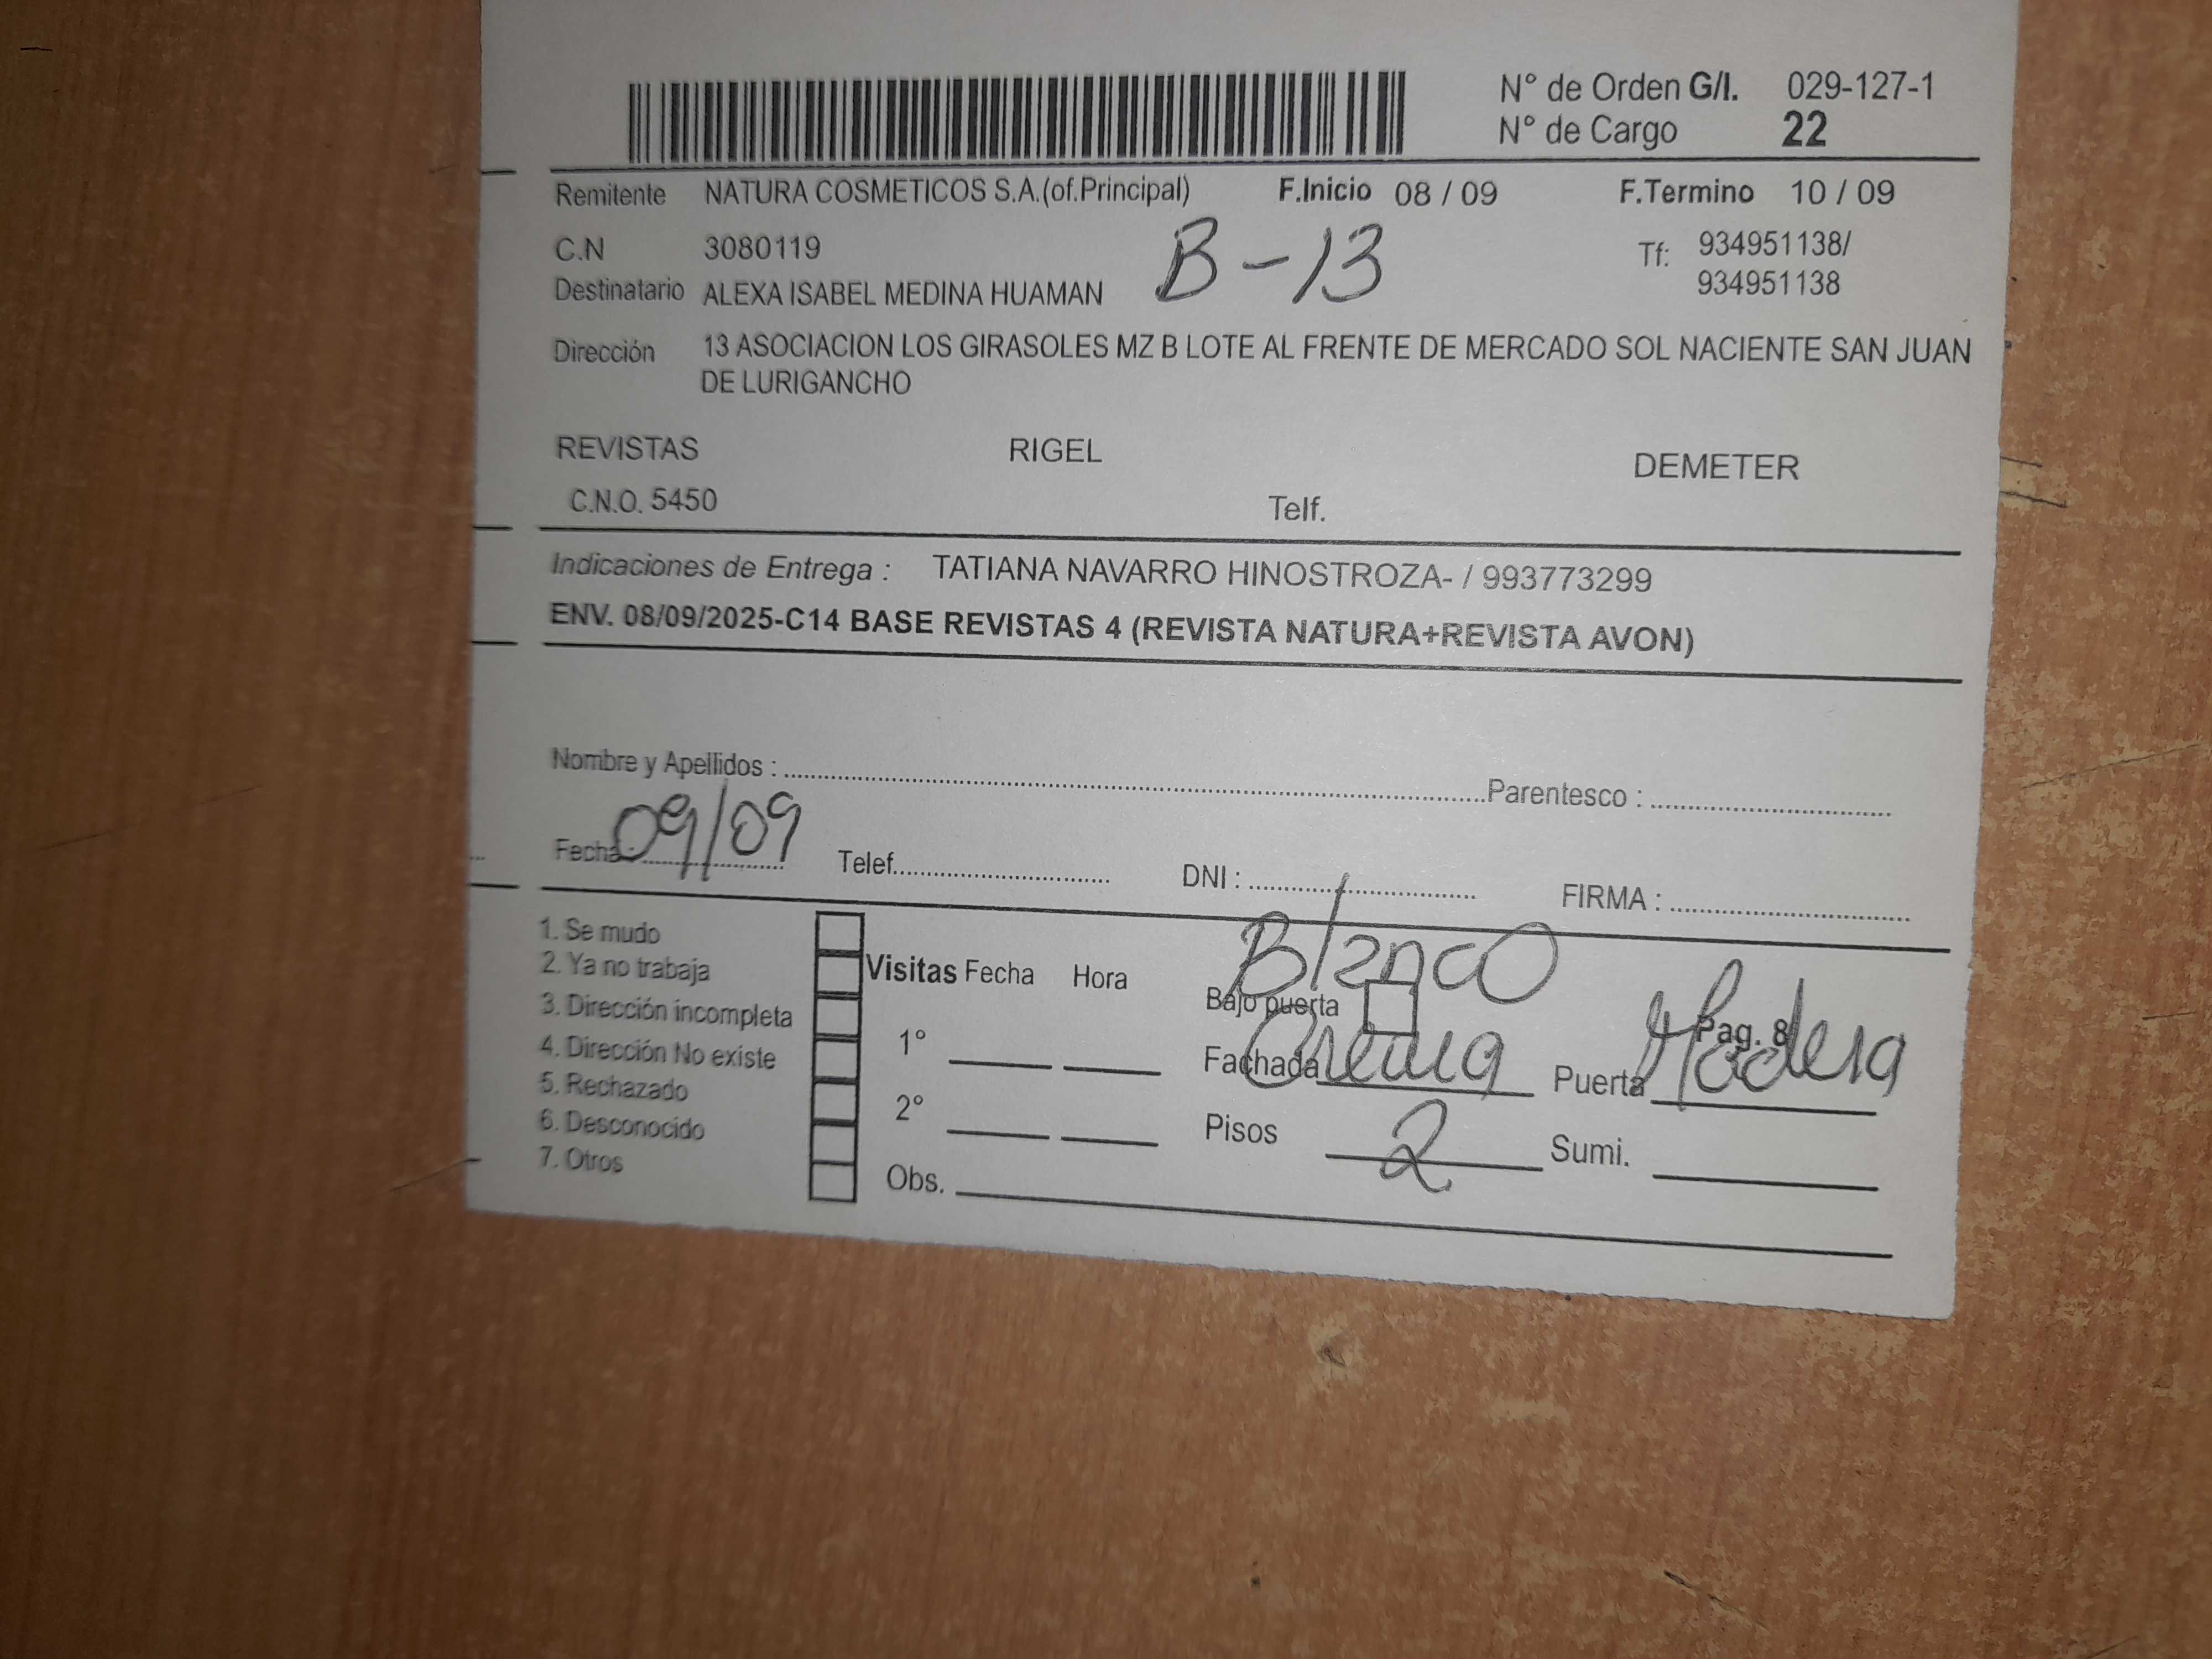 N° de Orden G/I. 029-127-1
N° de Cargo 22
Remitente NATURA COSMETICOS S.A.(of.Principal) F.Inicio 08 / 09 F.Termino 10 / 09
C.N 3080119 B-13 Tf: 934951138/
934951138
Destinatario ALEXA ISABEL MEDINA HUAMAN
Dirección 13 ASOCIACION LOS GIRASOLES MZ B LOTE AL FRENTE DE MERCADO SOL NACIENTE SAN JUAN
DE LURIGANCHO
REVISTAS RIGEL DEMETER
C.N.O. 5450 Telf.
Indicaciones de Entrega : TATIANA NAVARRO HINOSTROZA- / 993773299
ENV. 08/09/2025-C14 BASE REVISTAS 4 (REVISTA NATURA+REVISTA AVON)
Nombre y Apellidos : Parentesco :
Fecha : 09/09 Telef. DNI : FIRMA :
1. Se mudo
2. Ya no trabaja
3. Dirección incompleta
4. Dirección No existe
5. Rechazado
6. Desconocido
7. Otros
Visitas Fecha Hora
1°
2°
Obs.
Blanco
Bajo puerta
Pag. 8
Fachada Crema Puerta Madera
Pisos 2 Sumi.